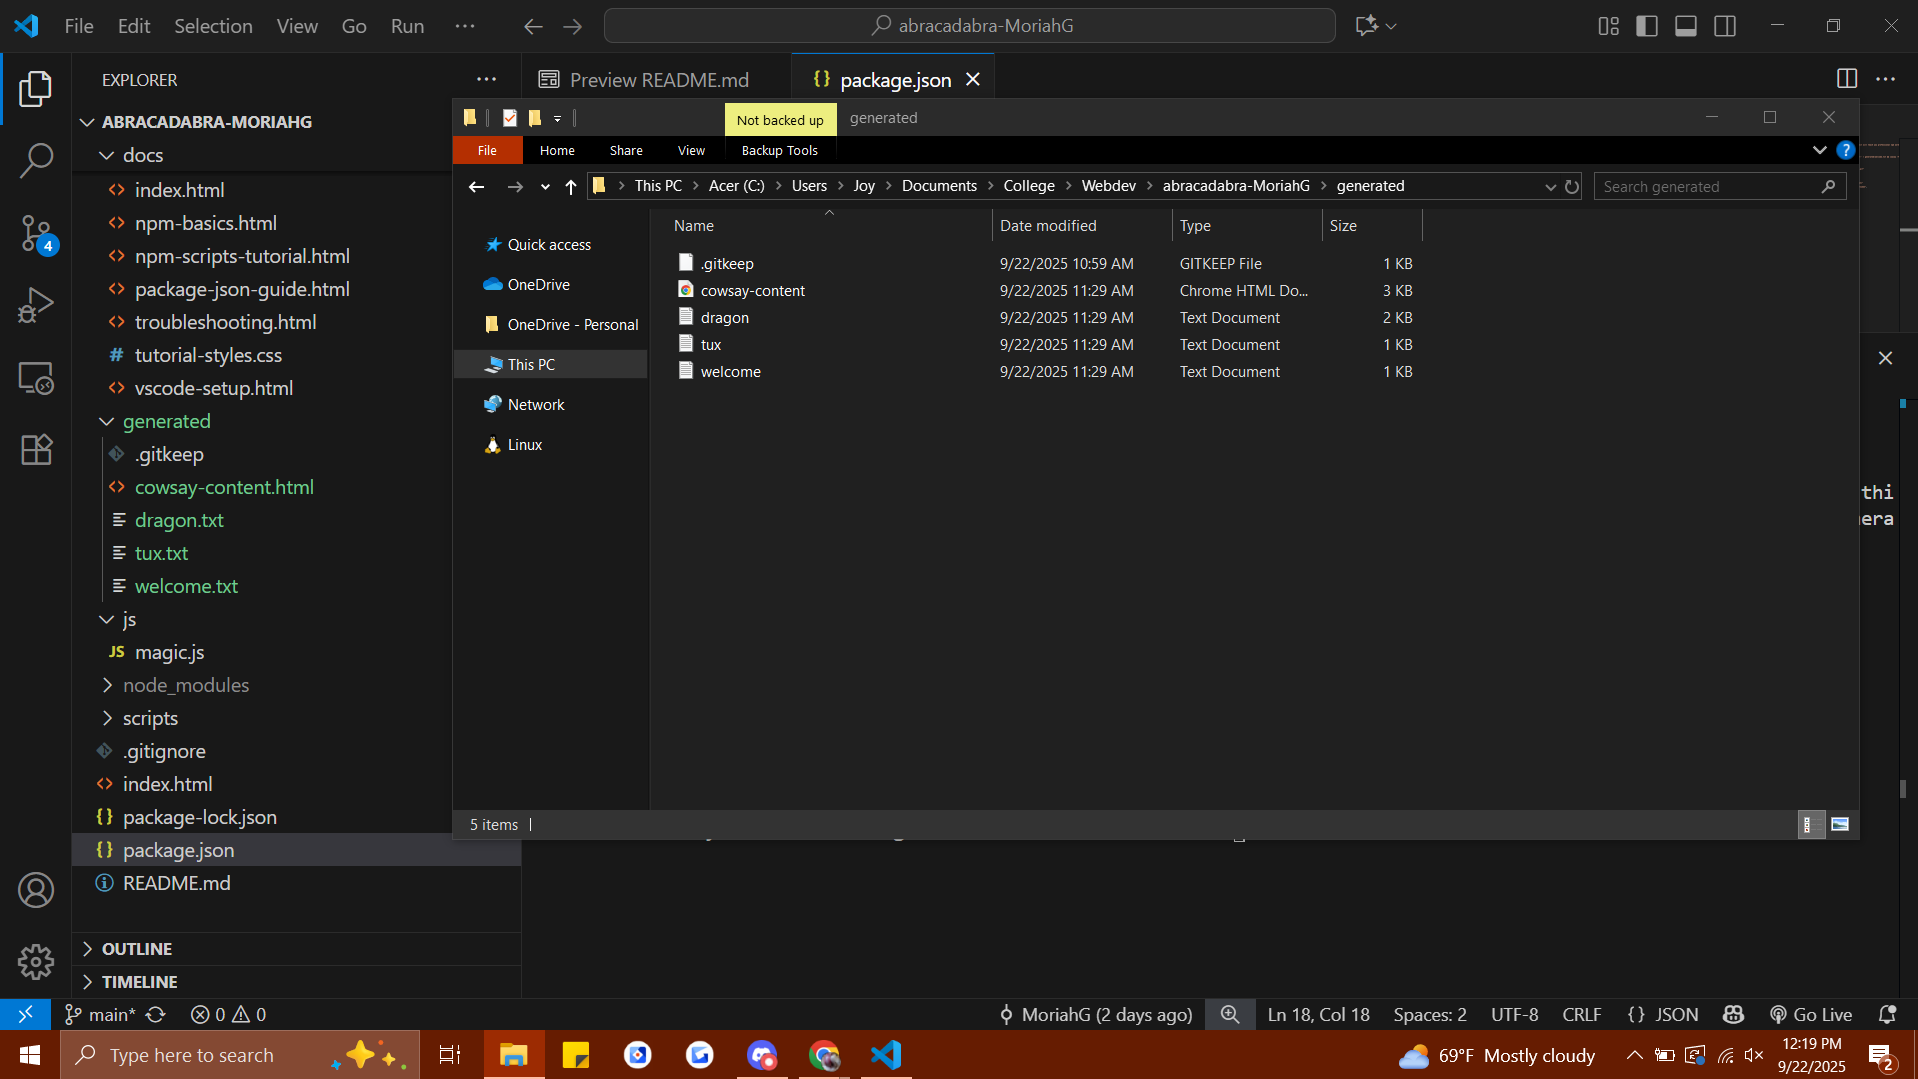 File Edit Selection View Go Run
abracadabra-MoriahG
EXPLORER
Preview README.md
{} package.json
ABRACADABRA-MORIAHG
docs
index.html
npm-basics.html
npm-scripts-tutorial.html
package-json-guide.html
troubleshooting.html
# tutorial-styles.css
vscode-setup.html
generated
.gitkeep
cowsay-content.html
dragon.txt
tux.txt
welcome.txt
js
JS magic.js
node_modules
scripts
.gitignore
index.html
{} package-lock.json
{} package.json
README.md
OUTLINE
TIMELINE
4
Not backed up generated
File Home Share View Backup Tools
This PC Acer (C:) Users Joy Documents College Webdev abracadabra-MoriahG generated
Search generated
Quick access
OneDrive
OneDrive - Personal
This PC
Network
Linux
Name Date modified Type Size
.gitkeep 9/22/2025 10:59 AM GITKEEP File 1 KB
cowsay-content 9/22/2025 11:29 AM Chrome HTML Do... 3 KB
dragon 9/22/2025 11:29 AM Text Document 2 KB
tux 9/22/2025 11:29 AM Text Document 1 KB
welcome 9/22/2025 11:29 AM Text Document 1 KB
5 items
thi
era
main* 0 0
MoriahG (2 days ago) Ln 18, Col 18 Spaces: 2 UTF-8 CRLF {} JSON Go Live
Type here to search
69°F Mostly cloudy
12:19 PM
9/22/2025
2